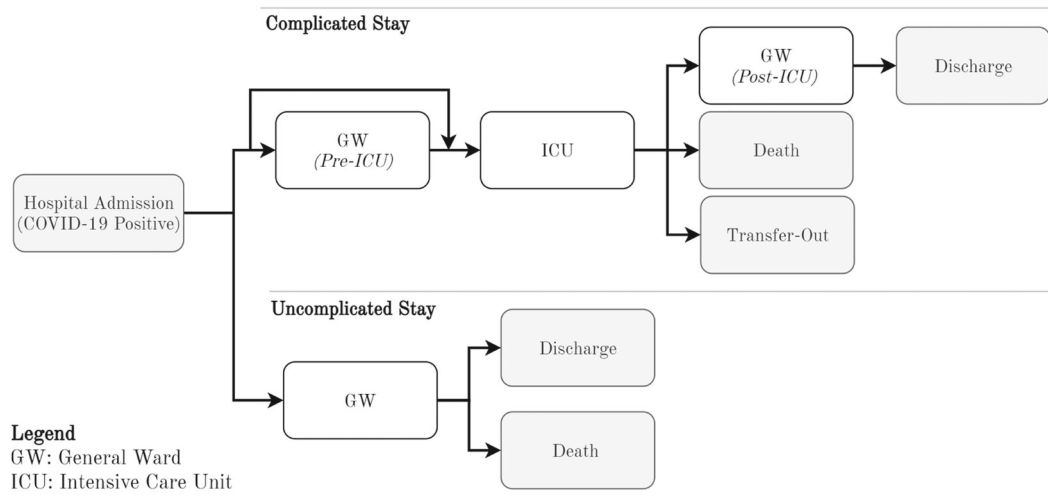 Complicated Stay
GW
(Post-ICU)
Discharge
GW
(Pre-ICU)
ICU
Death
Hospital Admission
(COVID-19 Positive)
Transfer-Out
Uncomplicated Stay
Discharge
GW
Death
Legend
GW: General Ward
ICU: Intensive Care Unit